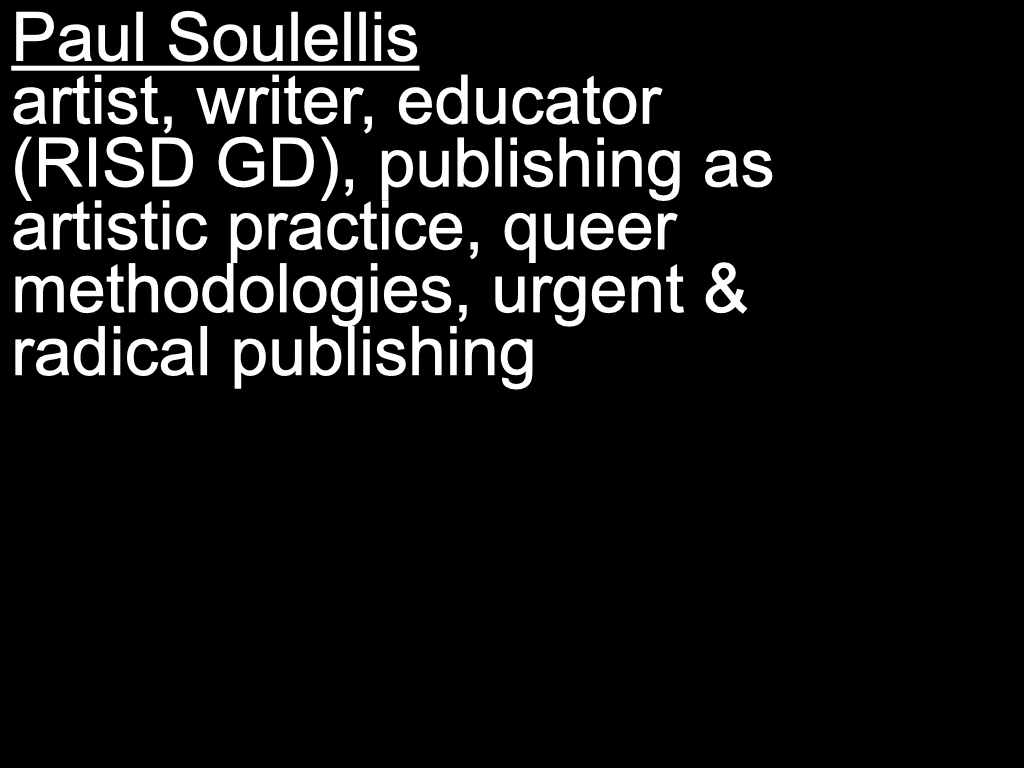 Paul Soulellis
artist, writer, educator
(RISD GD), publishing as
artistic practice, queer
methodologies, urgent &
radical publishing